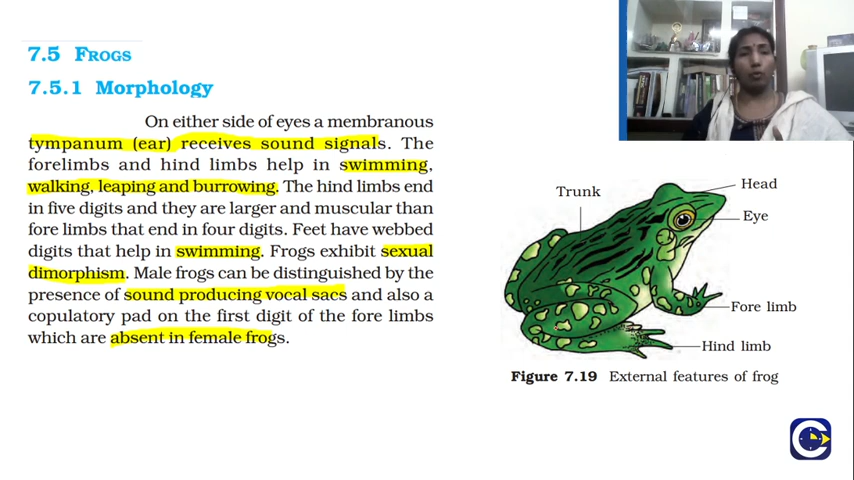 7.5 FROGS
7.5.1 Morphology
On either side of eyes a membranous
tympanum (ear) receives sound signals. The
forelimbs and hind limbs help in swimming,
walking, leaping and burrowing. The hind limbs end
in five digits and they are larger and muscular than
fore limbs that end in four digits. Feet have webbed
digits that help in swimming. Frogs exhibit sexual
dimorphism. Male frogs can be distinguished by the
presence of sound producing vocal sacs and also a
copulatory pad on the first digit of the fore limbs
which are absent in female frogs.
Trunk
Head
Eye
Fore limb
Hind limb
Figure 7.19 External features of frog